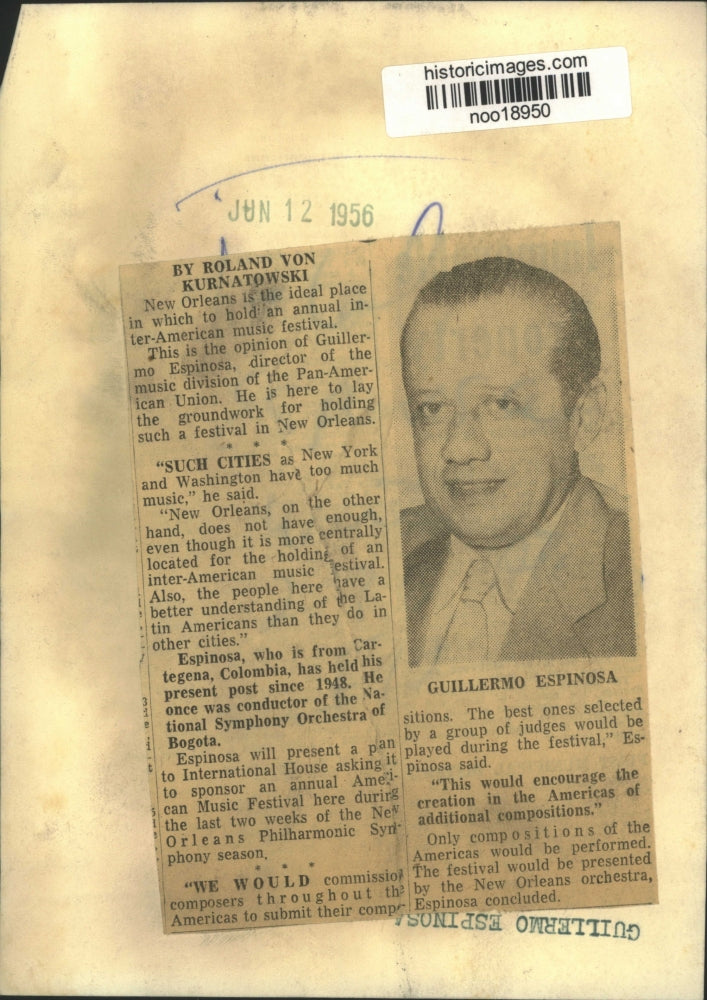 historicimages.com
noo18950
JUN 12 1956
BY ROLAND VON
KURNATOWSKI
New Orleans is the ideal place
in which to hold an annual in-
ter-American music festival.
This is the opinion of Guiller-
mo Espinosa, director of the
music division of the Pan-Amer-
ican Union. He is here to lay
the groundwork for holding
such a festival in New Orleans.
* * *
"SUCH CITIES as New York
and Washington have too much
music," he said.
"New Orleans, on the other
hand, does not have enough,
even though it is more centrally
located for the holding of an
inter-American music festival.
Also, the people here have a
better understanding of the La-
tin Americans than they do in
other cities."
Espinosa, who is from Car-
tegena, Colombia, has held his
present post since 1948. He
once was conductor of the Na-
tional Symphony Orchestra of
Bogota.
Espinosa will present a plan
to International House asking it
to sponsor an annual Ameri-
can Music Festival here during
the last two weeks of the New
Orleans Philharmonic Sym-
phony season.
* * *
"WE WOULD commission
composers throughout the
Americas to submit their compo-
GUILLERMO ESPINOSA
sitions. The best ones selected
by a group of judges would be
played during the festival," Es-
pinosa said.
"This would encourage the
creation in the Americas of
additional compositions."
Only compositions of the
Americas would be performed.
The festival would be presented
by the New Orleans orchestra,
Espinosa concluded.
GUILLERMO ESPINOSA